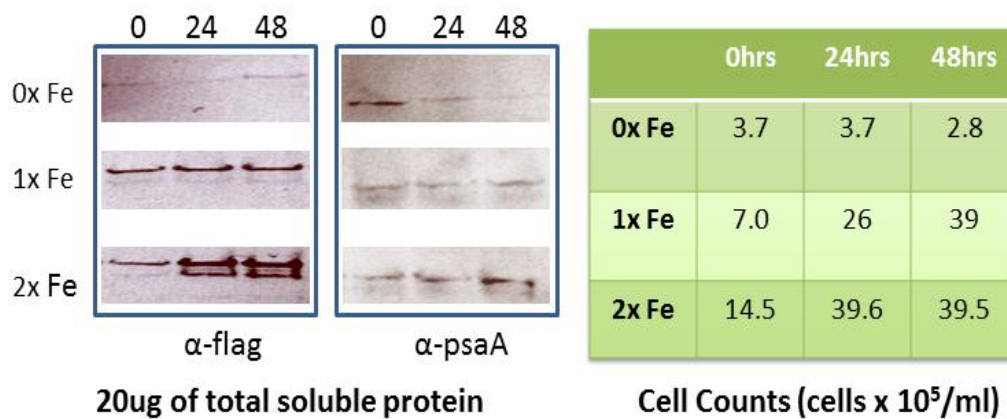 0 24 48 0 24 48
0x Fe
1x Fe
2x Fe
α-flag α-psaA
20ug of total soluble protein
0hrs 24hrs 48hrs
0x Fe 3.7 3.7 2.8
1x Fe 7.0 26 39
2x Fe 14.5 39.6 39.5
Cell Counts (cells x 10⁵/ml)